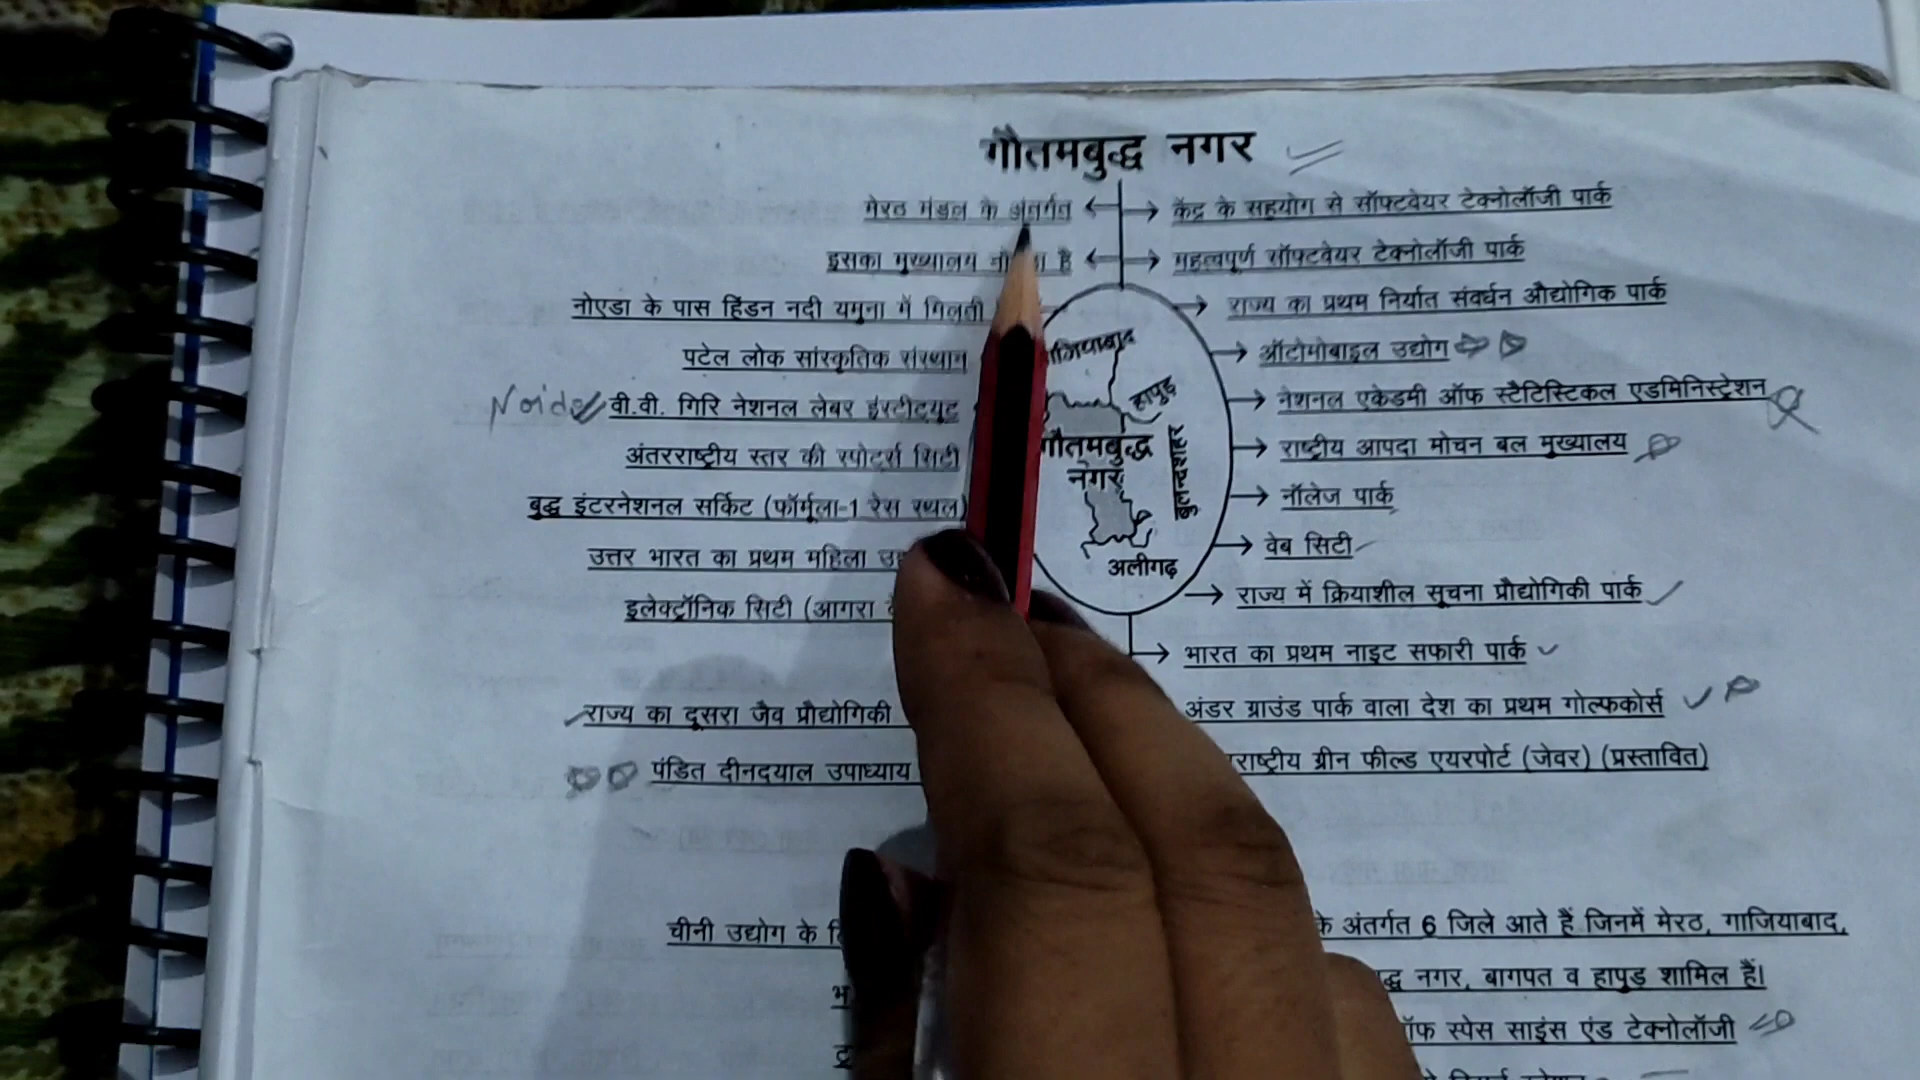 गौतमबुद्ध नगर
मेरठ मंडल के अंतर्गत
केंद्र के सहयोग से सॉफ्टवेयर टेक्नोलॉजी पार्क
इसका मुख्यालय है
महत्वपूर्ण सॉफ्टवेयर टेक्नोलॉजी पार्क
नोएडा के पास हिंडन नदी यमुना में मिलती
राज्य का प्रथम निर्यात संवर्धन औद्योगिक पार्क
पटेल लोक सांस्कृतिक संस्थान
ऑटोमोबाइल उद्योग
Noida वी.वी. गिरि नेशनल लेबर इंस्टीट्यूट
नेशनल एकेडमी ऑफ स्टैटिस्टिकल एडमिनिस्ट्रेशन
हापुड़
गौतमबुद्ध
नगर
बुलन्दशहर
अलीगढ़
अंतरराष्ट्रीय स्तर की स्पोर्ट्स सिटी
राष्ट्रीय आपदा मोचन बल मुख्यालय
बुद्ध इंटरनेशनल सर्किट (फॉर्मूला-1 रेस स्थल)
नॉलेज पार्क
उत्तर भारत का प्रथम महिला
वेब सिटी
इलेक्ट्रॉनिक सिटी (आगरा
राज्य में क्रियाशील सूचना प्रौद्योगिकी पार्क
भारत का प्रथम नाइट सफारी पार्क
राज्य का दूसरा जैव प्रौद्योगिकी
अंडर ग्राउंड पार्क वाला देश का प्रथम गोल्फकोर्स
पंडित दीनदयाल उपाध्याय
ग्रीन फील्ड एयरपोर्ट (जेवर) (प्रस्तावित)
चीनी उद्योग के
के अंतर्गत 6 जिले आते हैं जिनमें मेरठ, गाजियाबाद,
नगर, बागपत व हापुड़ शामिल हैं।
ऑफ स्पेस साइंस एंड टेक्नोलॉजी